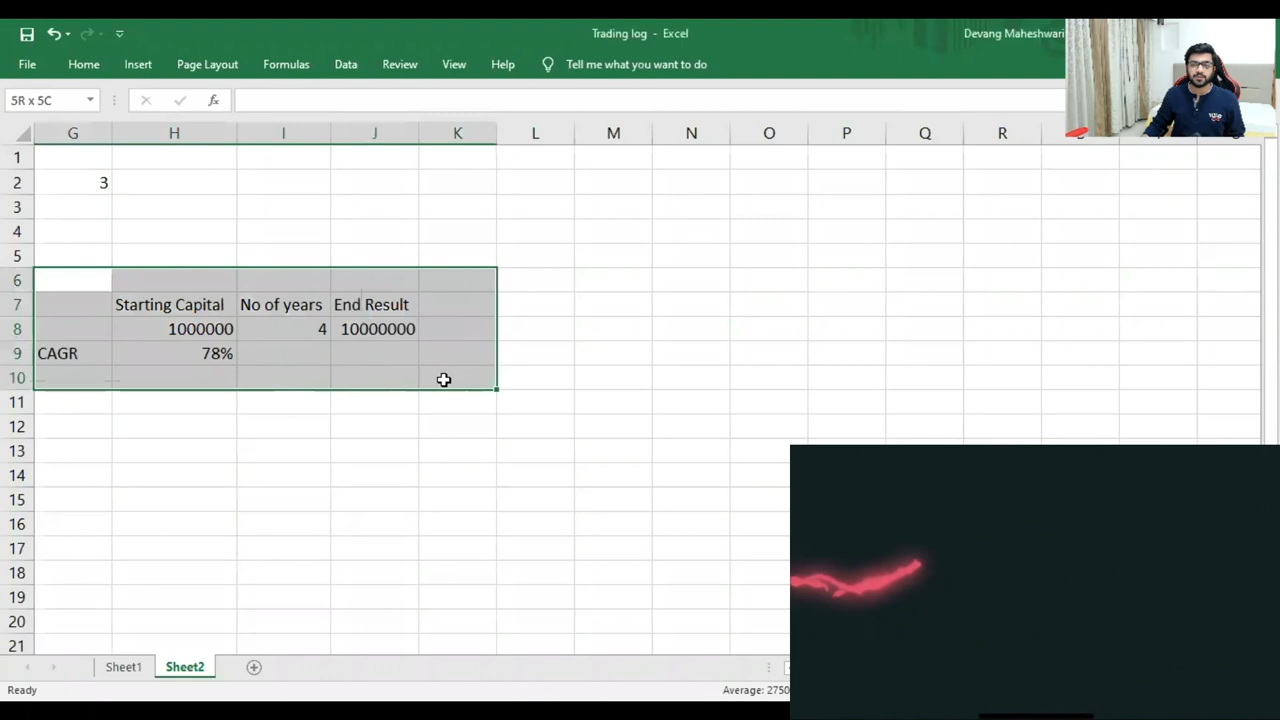 Trading log - Excel
Devang Maheshwari
File Home Insert Page Layout Formulas Data Review View Help Tell me what you want to do
5R x 5C fx
G H I J K L M N O P Q R
1
2 3
3
4
5
6
7 Starting Capital No of years End Result
8 1000000 4 10000000
9 CAGR 78%
10
11
12
13
14
15
16
17
18
19
20
21
Sheet1 Sheet2
Ready Average: 2750